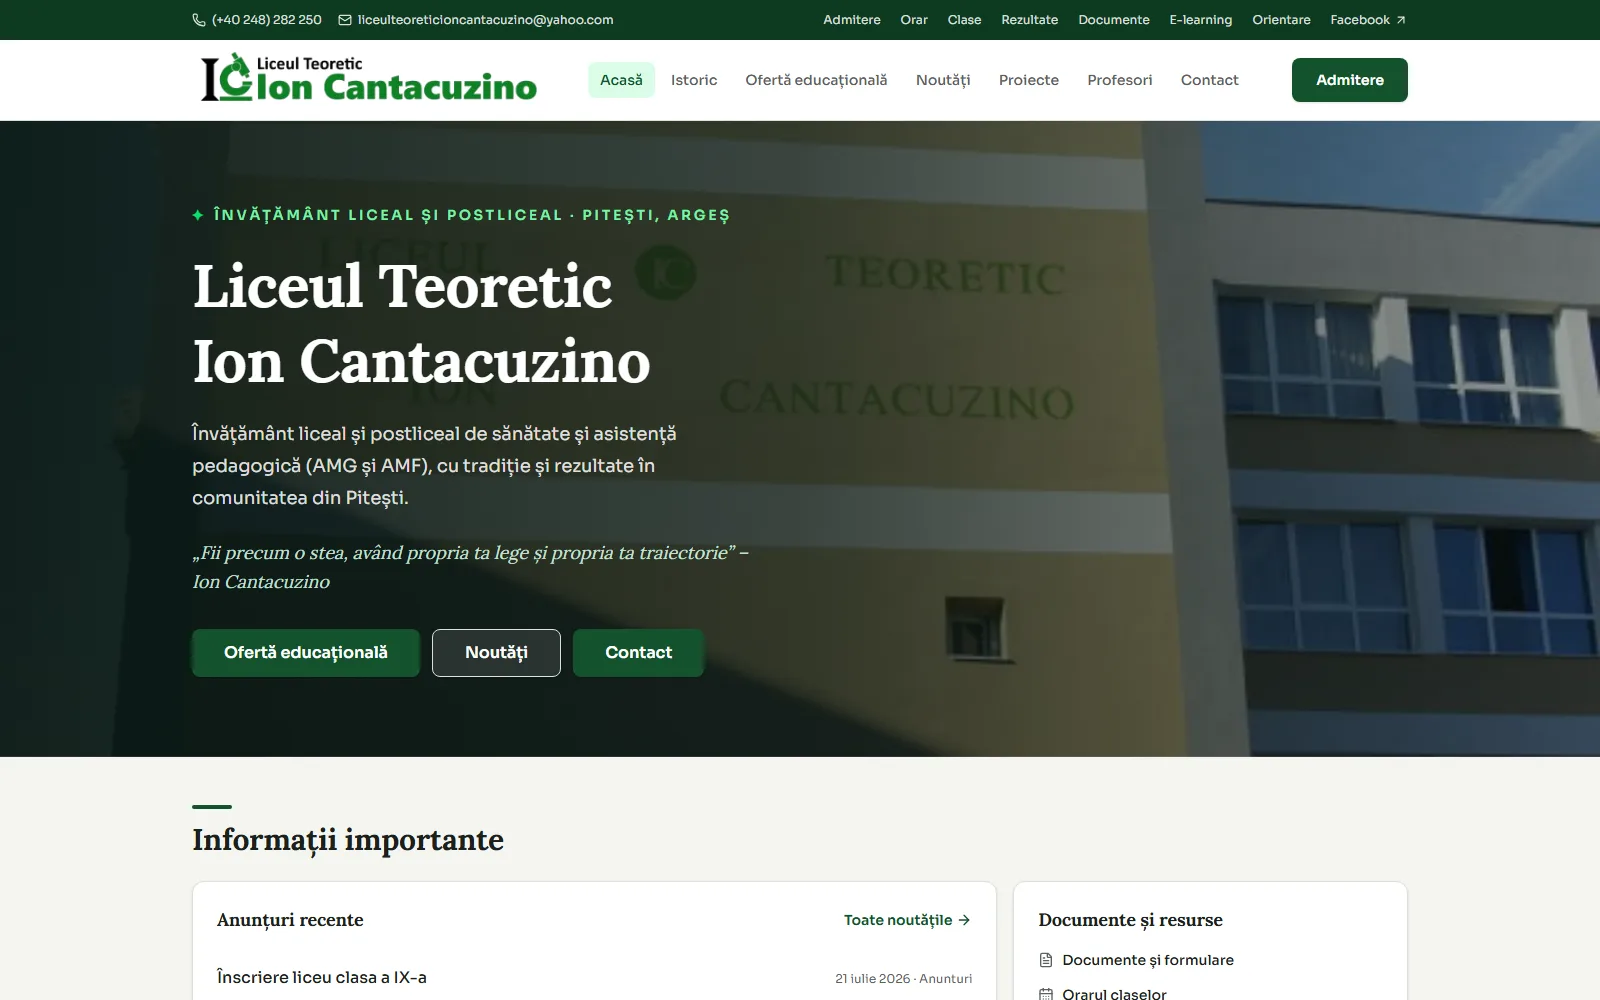 (+40 248) 282 250
liceulteoreticioncantacuzino@yahoo.com
Admitere
Orar
Clase
Rezultate
Documente
E-learning
Orientare
Facebook
Liceul Teoretic
Ion Cantacuzino
Acasă
Istoric
Ofertă educațională
Noutăți
Proiecte
Profesori
Contact
Admitere
ÎNVĂȚĂMÂNT LICEAL ȘI POSTLICEAL · PITEȘTI, ARGEȘ
LICEUL
TEORETIC
ION
CANTACUZINO
Liceul Teoretic
Ion Cantacuzino
Învățământ liceal și postliceal de sănătate și asistență
pedagogică (AMG și AMF), cu tradiție și rezultate în
comunitatea din Pitești.
„Fii precum o stea, având propria ta lege și propria ta traiectorie” –
Ion Cantacuzino
Ofertă educațională
Noutăți
Contact
Informații importante
Anunțuri recente
Toate noutățile
Înscriere liceu clasa a IX-a
21 iulie 2026 · Anunturi
Documente și resurse
Documente și formulare
Orarul claselor